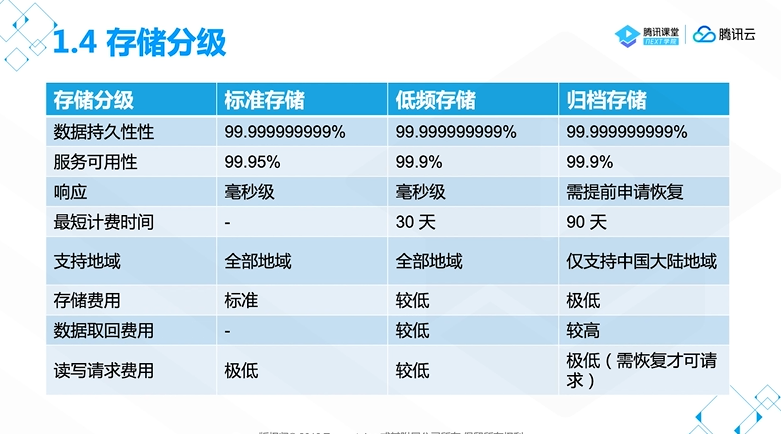 1.4 存储分级
腾讯课堂
NEXT学院
腾讯云
存储分级 标准存储 低频存储 归档存储
数据持久性性 99.999999999% 99.999999999% 99.999999999%
服务可用性 99.95% 99.9% 99.9%
响应 毫秒级 毫秒级 需提前申请恢复
最短计费时间 - 30 天 90 天
支持地域 全部地域 全部地域 仅支持中国大陆地域
存储费用 标准 较低 极低
数据取回费用 - 较低 较高
读写请求费用 极低 较低 极低（需恢复才可请
求）